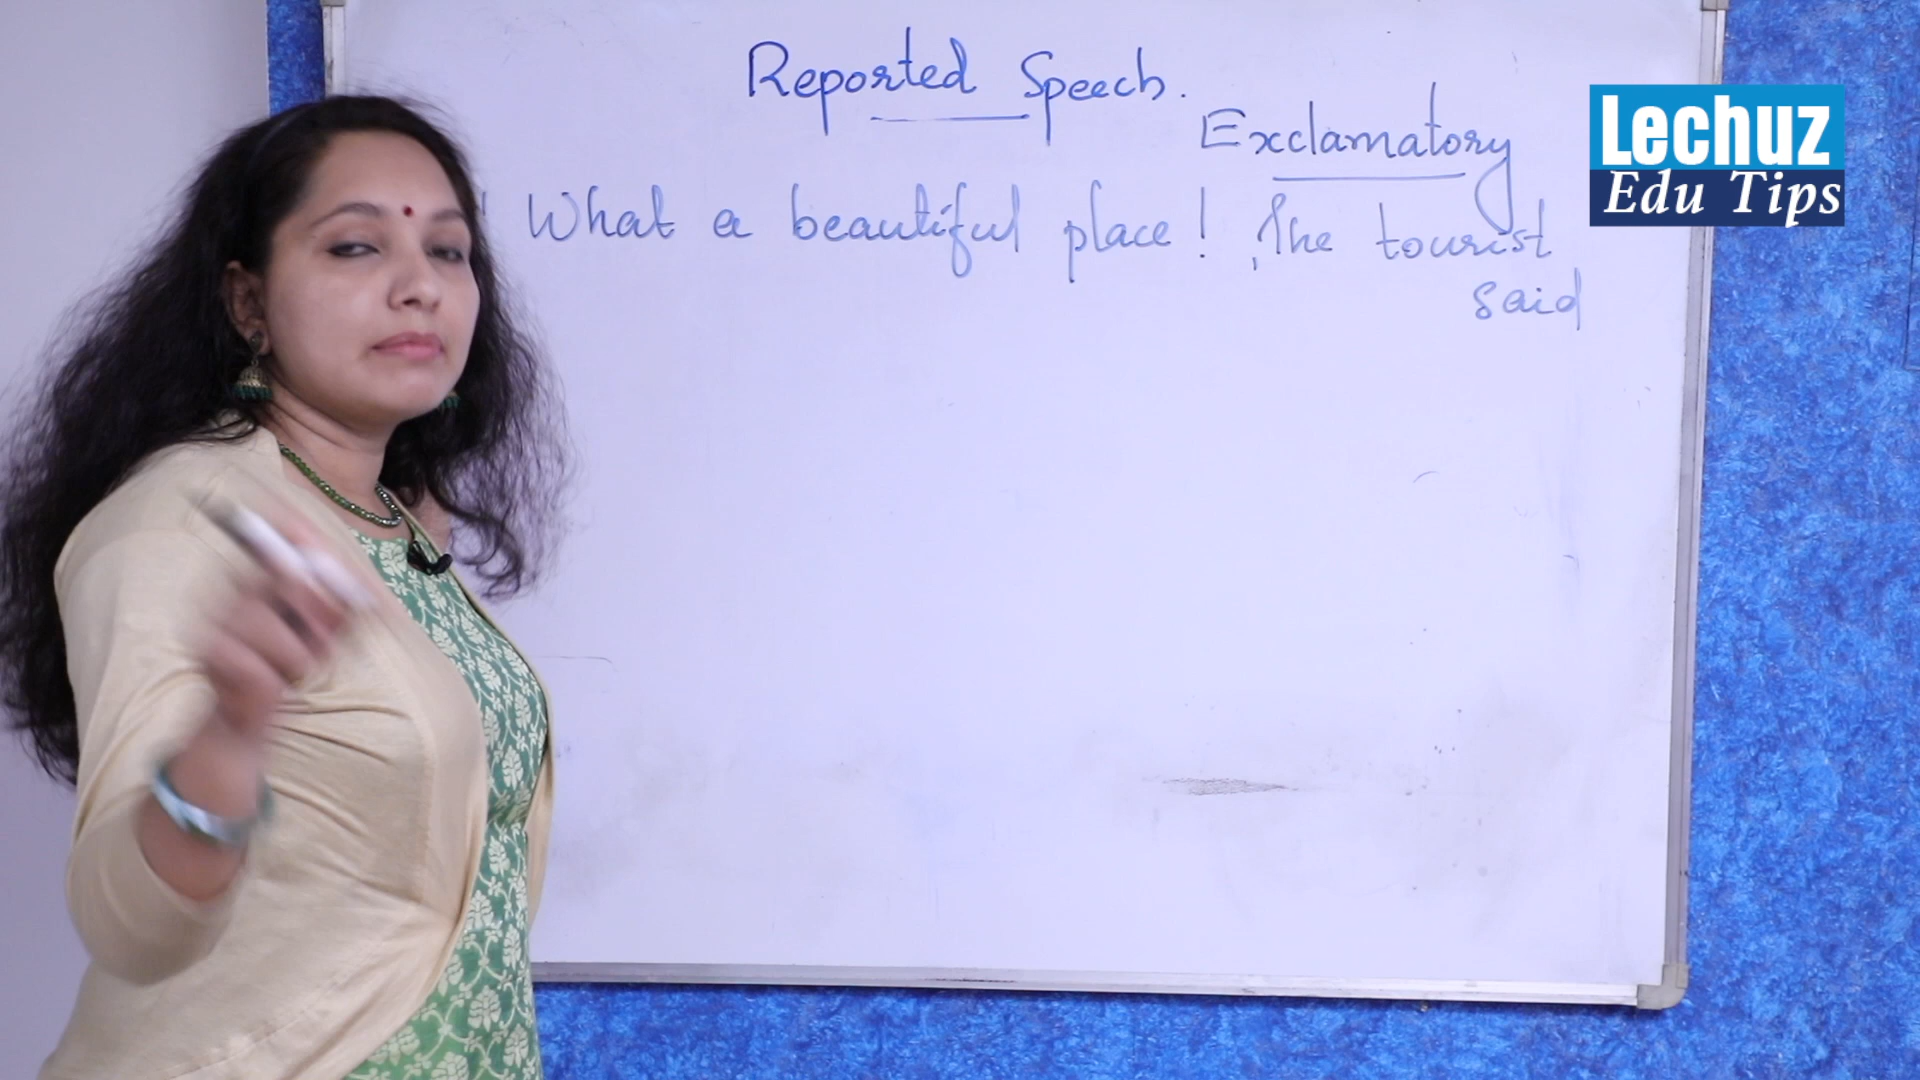 Reported Speech.
Exclamatory
' What a beautiful place! ' The tourist
said
Lechuz
Edu Tips